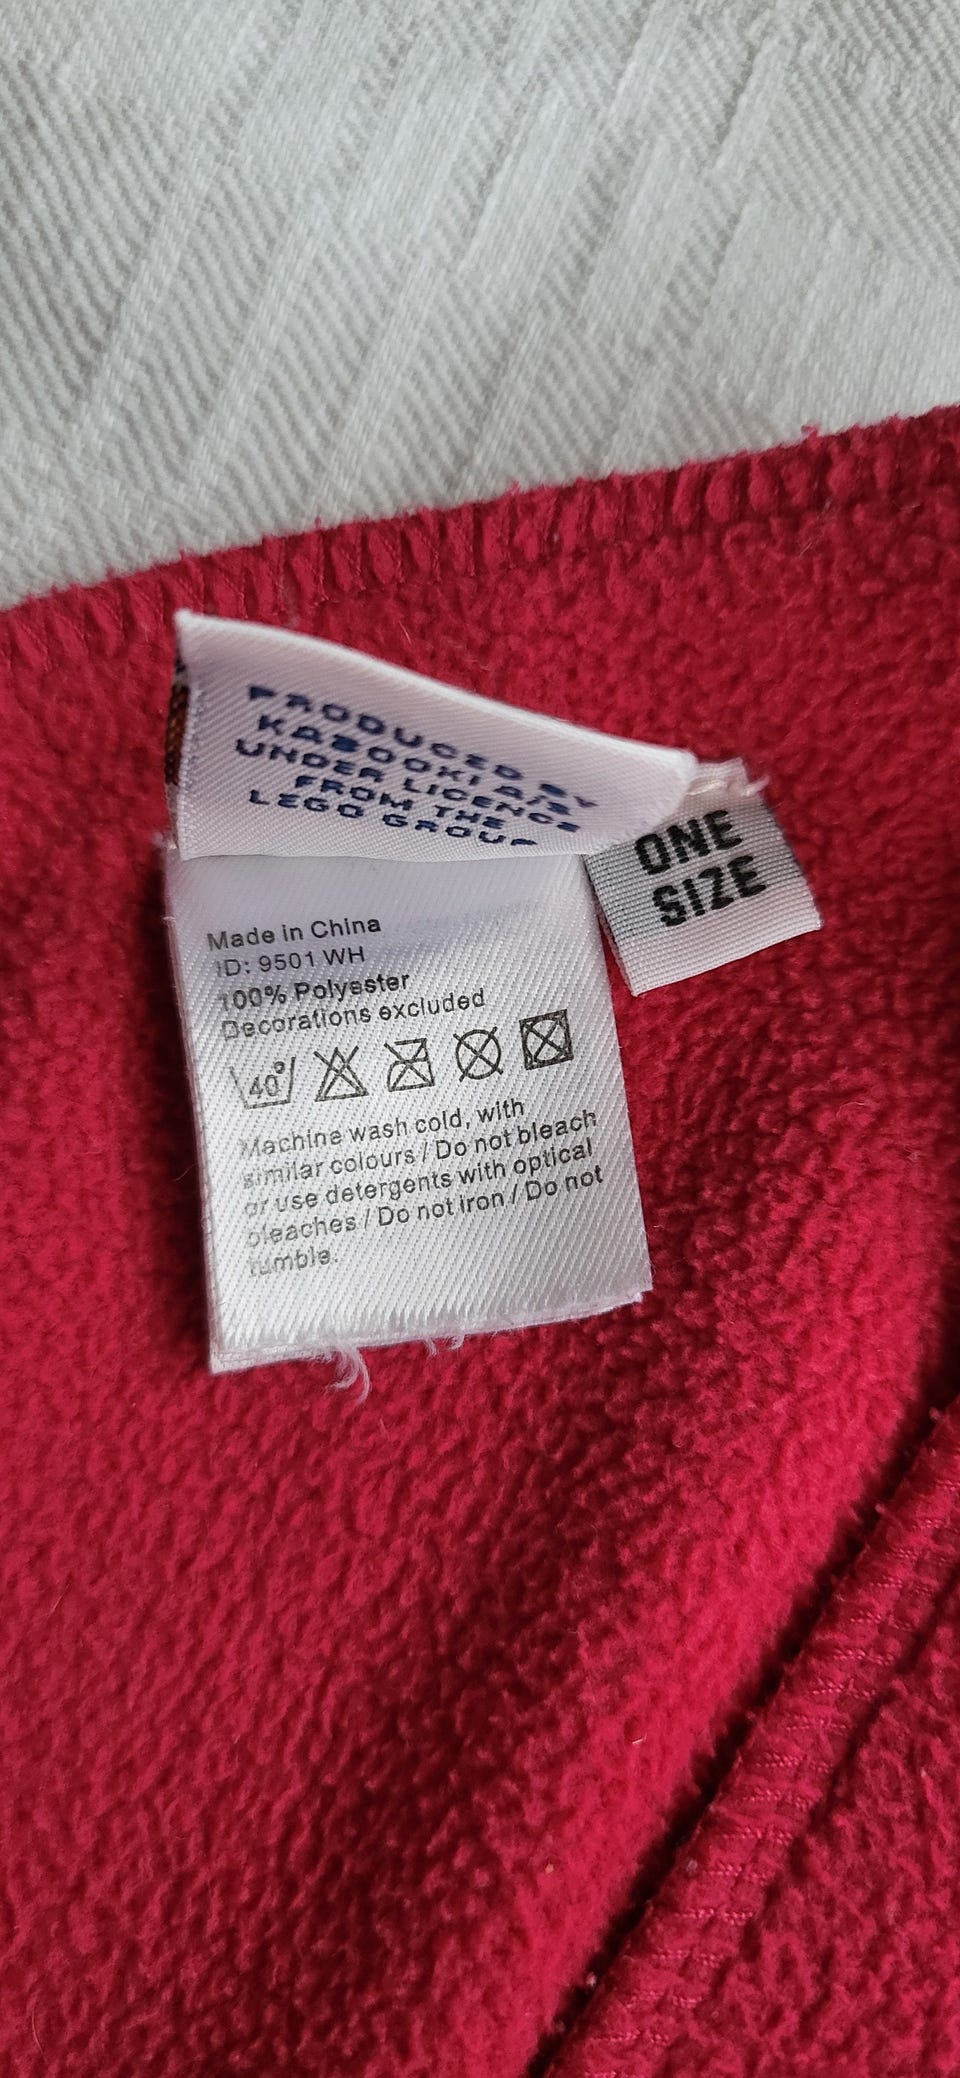 PRODUCED BY
KABOOKI A/S
UNDER LICENCE
FROM THE
LEGO GROUP
ONE
SIZE
Made in China
ID: 9501 WH
100% Polyester
Decorations excluded
40°
Machine wash cold, with
similar colours / Do not bleach
or use detergents with optical
bleaches / Do not iron / Do not
tumble.